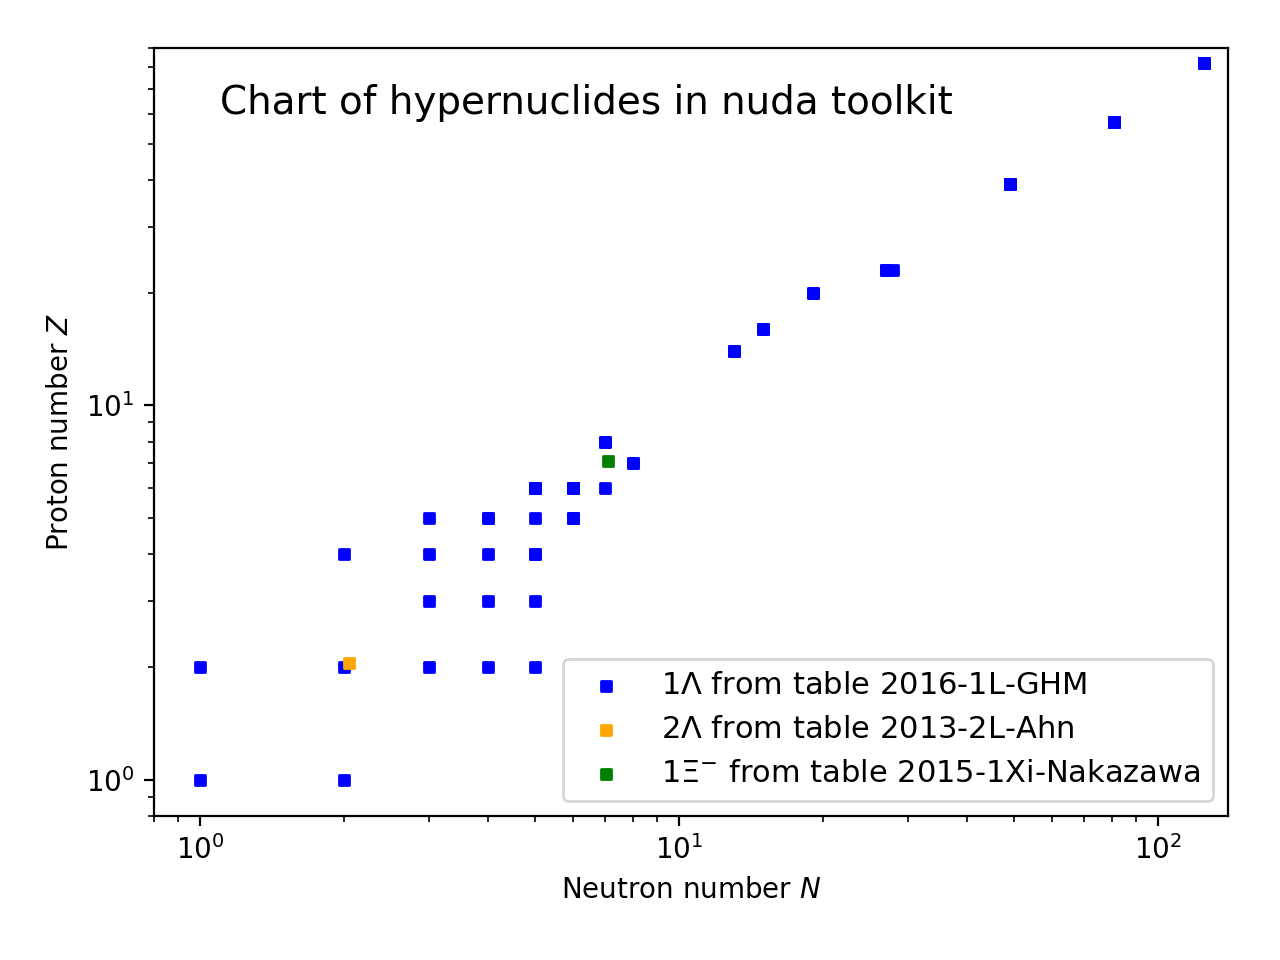 Chart of hypernuclides in nuda toolkit
Proton number Z
10¹
10⁰
1Λ from table 2016-1L-GHM
2Λ from table 2013-2L-Ahn
1Ξ⁻ from table 2015-1Xi-Nakazawa
10⁰ 10¹ 10²
Neutron number N